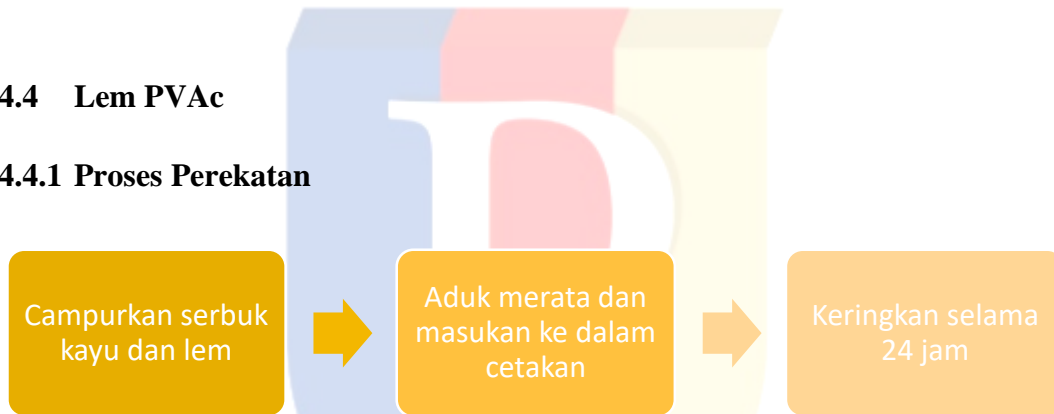 4.4 Lem PVAc
4.4.1 Proses Perekatan
Campurkan serbuk
kayu dan lem
Aduk merata dan
masukan ke dalam
cetakan
Keringkan selama
24 jam